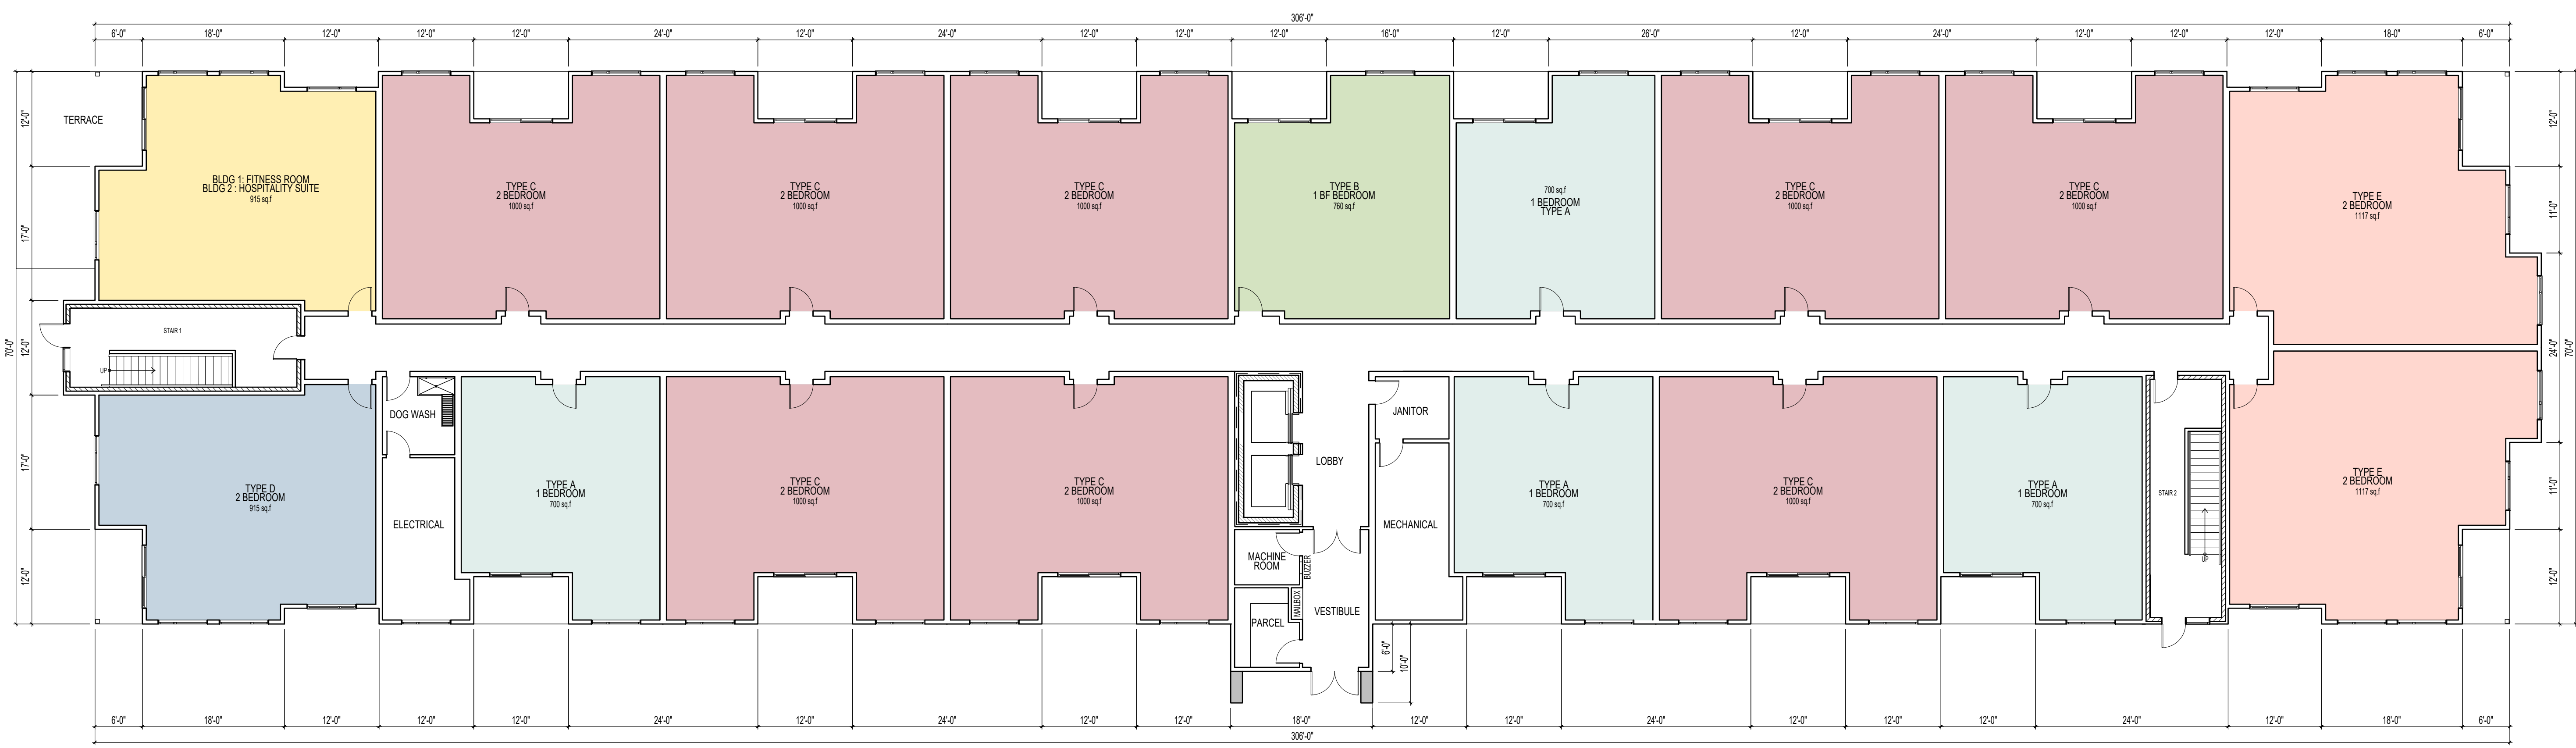 306'-0"
6'-0" 18'-0" 12'-0" 12'-0" 12'-0" 24'-0" 12'-0" 24'-0" 12'-0" 12'-0" 12'-0" 16'-0" 12'-0" 26'-0" 12'-0" 24'-0" 12'-0" 12'-0" 12'-0" 18'-0" 6'-0"
TERRACE
12'-0"
17'-0"
12'-0"
17'-0"
12'-0"
70'-0"
BLDG 1: FITNESS ROOM
BLDG 2 : HOSPITALITY SUITE
915 sq.f
TYPE C
2 BEDROOM
1000 sq.f
TYPE C
2 BEDROOM
1000 sq.f
TYPE C
2 BEDROOM
1000 sq.f
TYPE B
1 BF BEDROOM
760 sq.f
700 sq.f
1 BEDROOM
TYPE A
TYPE C
2 BEDROOM
1000 sq.f
TYPE C
2 BEDROOM
1000 sq.f
TYPE E
2 BEDROOM
1117 sq.f
12'-0"
11'-0"
24'-0"
11'-0"
12'-0"
70'-0"
STAIR 1
UP
TYPE D
2 BEDROOM
915 sq.f
DOG WASH
ELECTRICAL
TYPE A
1 BEDROOM
700 sq.f
TYPE C
2 BEDROOM
1000 sq.f
TYPE C
2 BEDROOM
1000 sq.f
LOBBY
MACHINE
ROOM
BUZZER
MAILBOX
PARCEL
VESTIBULE
JANITOR
MECHANICAL
6'-0"
10'-0"
TYPE A
1 BEDROOM
700 sq.f
TYPE C
2 BEDROOM
1000 sq.f
TYPE A
1 BEDROOM
700 sq.f
STAIR 2
UP
TYPE E
2 BEDROOM
1117 sq.f
6'-0" 18'-0" 12'-0" 12'-0" 12'-0" 24'-0" 12'-0" 24'-0" 12'-0" 12'-0" 18'-0" 12'-0" 12'-0" 24'-0" 12'-0" 12'-0" 12'-0" 24'-0" 12'-0" 18'-0" 6'-0"
306'-0"